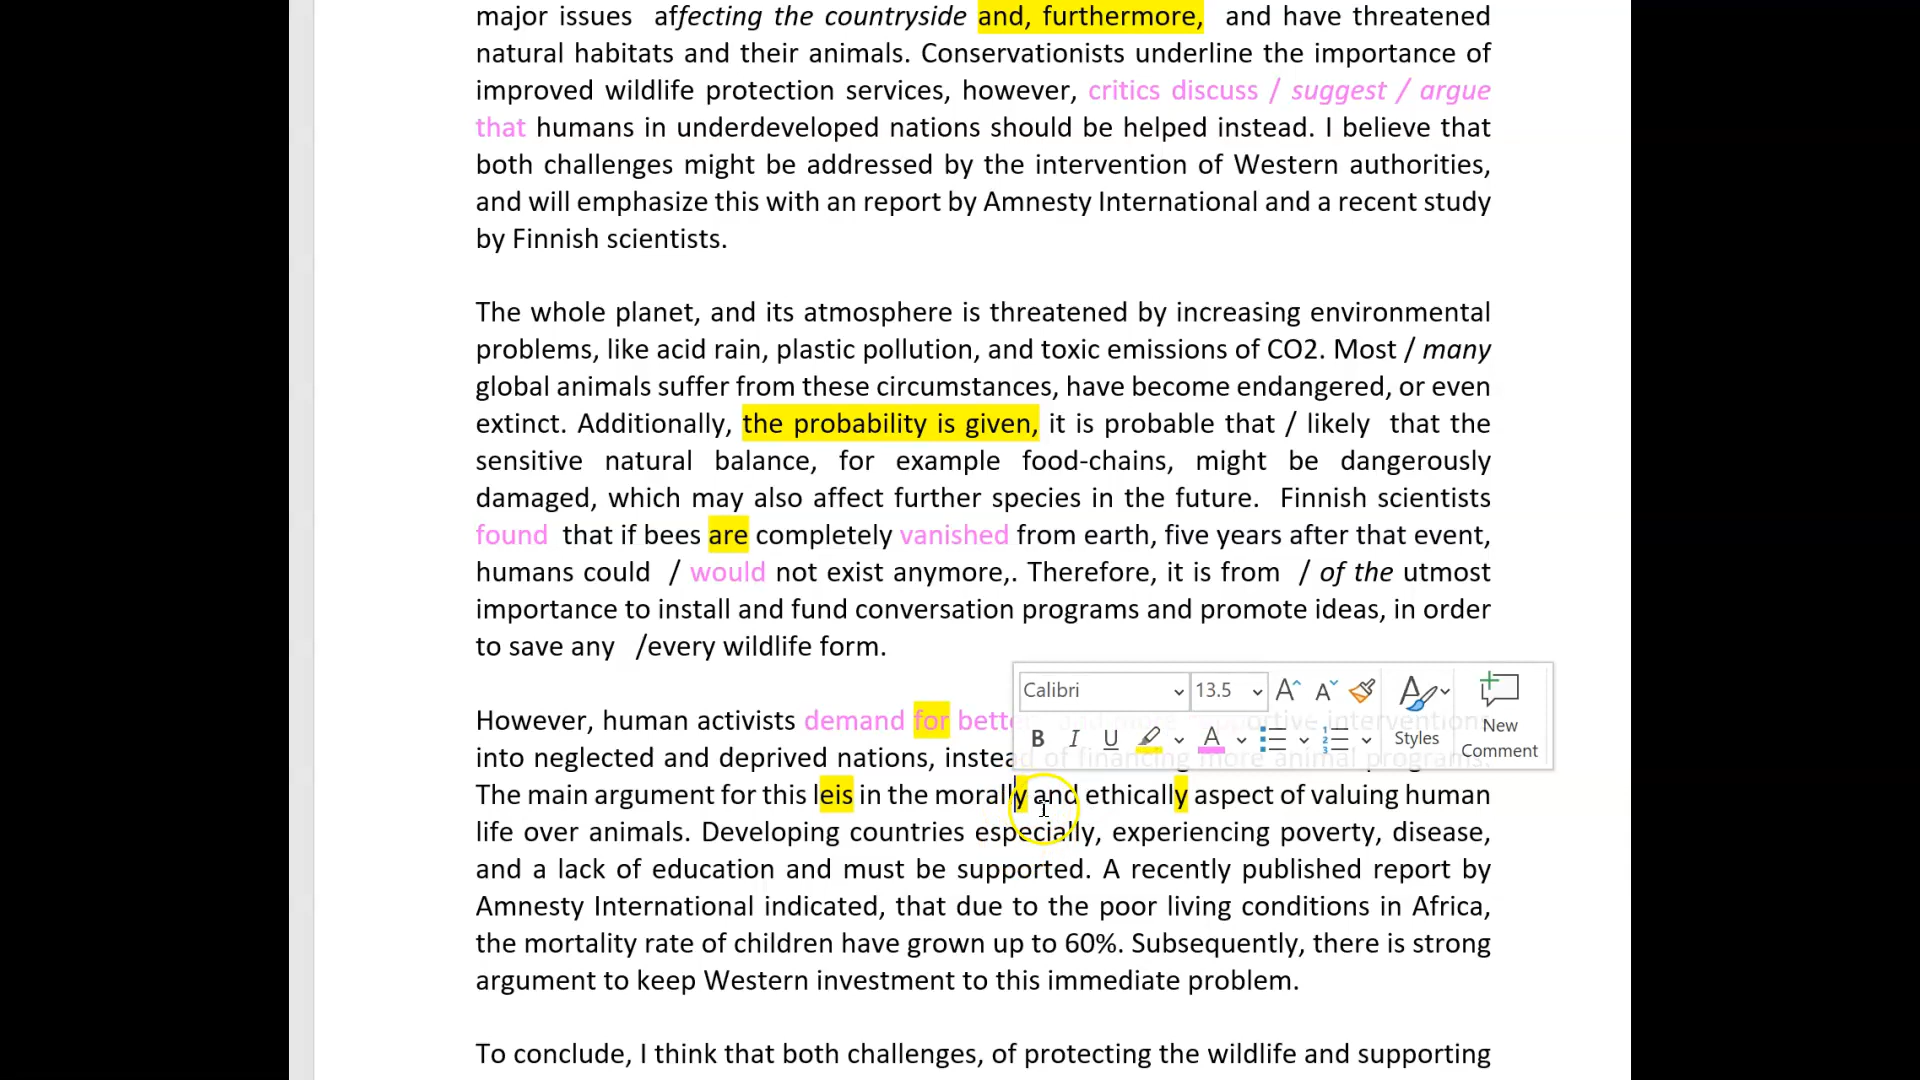 major issues affecting the countryside and, furthermore, and have threatened
natural habitats and their animals. Conservationists underline the importance of
improved wildlife protection services, however, critics discuss / suggest / argue
that humans in underdeveloped nations should be helped instead. I believe that
both challenges might be addressed by the intervention of Western authorities,
and will emphasize this with an report by Amnesty International and a recent study
by Finnish scientists.
The whole planet, and its atmosphere is threatened by increasing environmental
problems, like acid rain, plastic pollution, and toxic emissions of CO2. Most / many
global animals suffer from these circumstances, have become endangered, or even
extinct. Additionally, the probability is given, it is probable that / likely that the
sensitive natural balance, for example food-chains, might be dangerously
damaged, which may also affect further species in the future. Finnish scientists
found that if bees are completely vanished from earth, five years after that event,
humans could / would not exist anymore,. Therefore, it is from / of the utmost
importance to install and fund conversation programs and promote ideas, in order
to save any /every wildlife form.
Calibri 13.5
New
Comment
Styles
B I U
However, human activists demand for better and more supportive interventions
into neglected and deprived nations, instead of financing more animal programs.
The main argument for this leis in the morally and ethically aspect of valuing human
life over animals. Developing countries especially, experiencing poverty, disease,
and a lack of education and must be supported. A recently published report by
Amnesty International indicated, that due to the poor living conditions in Africa,
the mortality rate of children have grown up to 60%. Subsequently, there is strong
argument to keep Western investment to this immediate problem.
To conclude, I think that both challenges, of protecting the wildlife and supporting